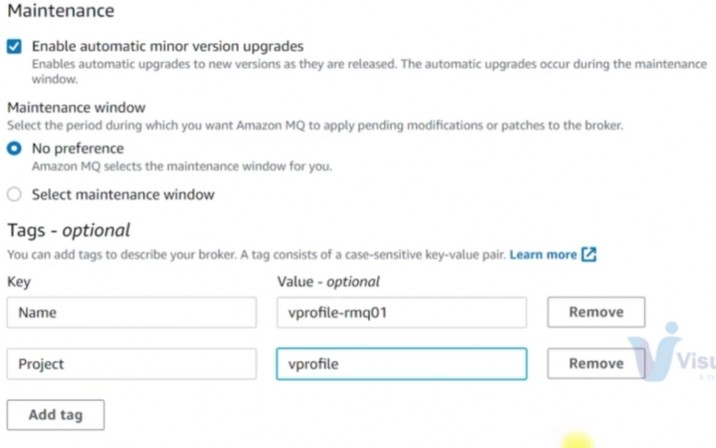 Maintenance
Enable automatic minor version upgrades
Enables automatic upgrades to new versions as they are released. The automatic upgrades occur during the maintenance
window.
Maintenance window
Select the period during which you want Amazon MQ to apply pending modifications or patches to the broker.
No preference
Amazon MQ selects the maintenance window for you.
Select maintenance window
Tags - optional
You can add tags to describe your broker. A tag consists of a case-sensitive key-value pair. Learn more
Key Value - optional
Name vprofile-rmq01 Remove
Project vprofile Remove
Visu
Add tag